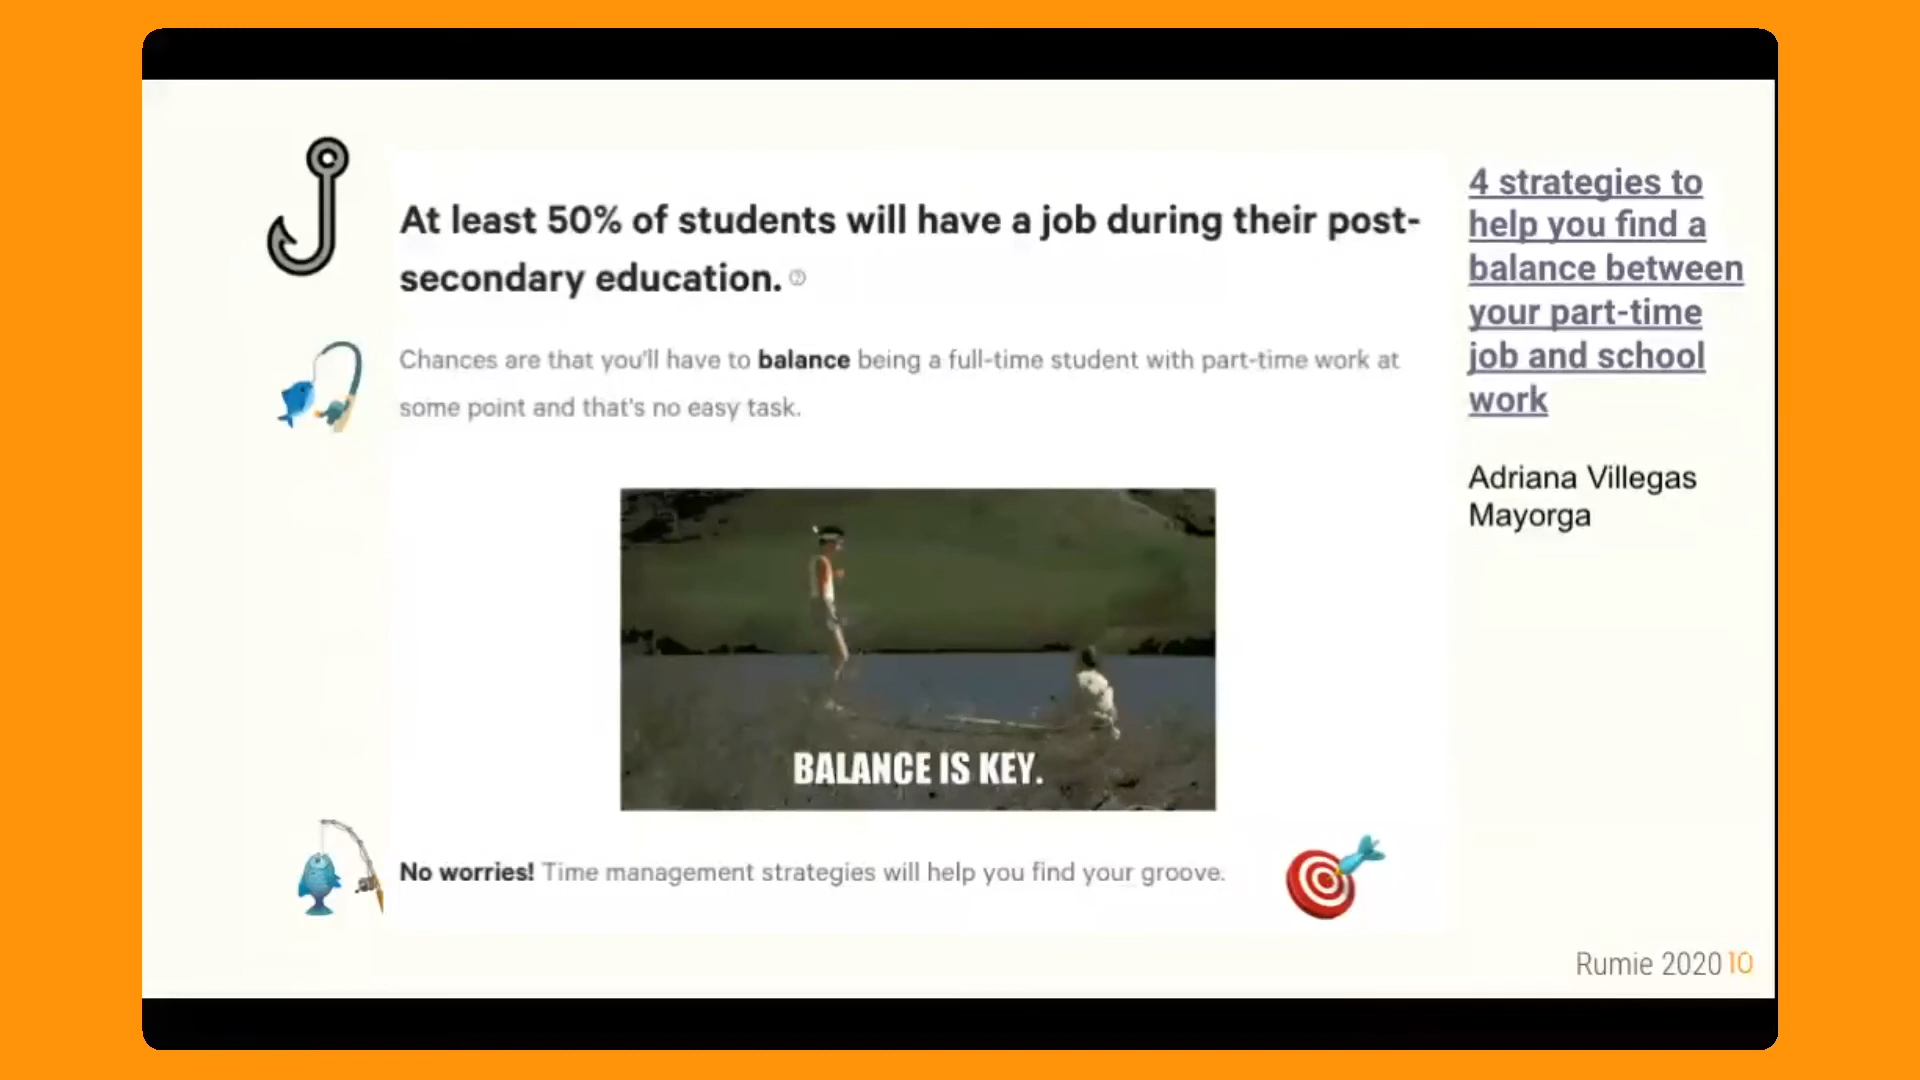 At least 50% of students will have a job during their post-
secondary education.
Chances are that you'll have to balance being a full-time student with part-time work at
some point and that's no easy task.
BALANCE IS KEY.
No worries! Time management strategies will help you find your groove.
4 strategies to
help you find a
balance between
your part-time
job and school
work
Adriana Villegas
Mayorga
Rumie 2020 10